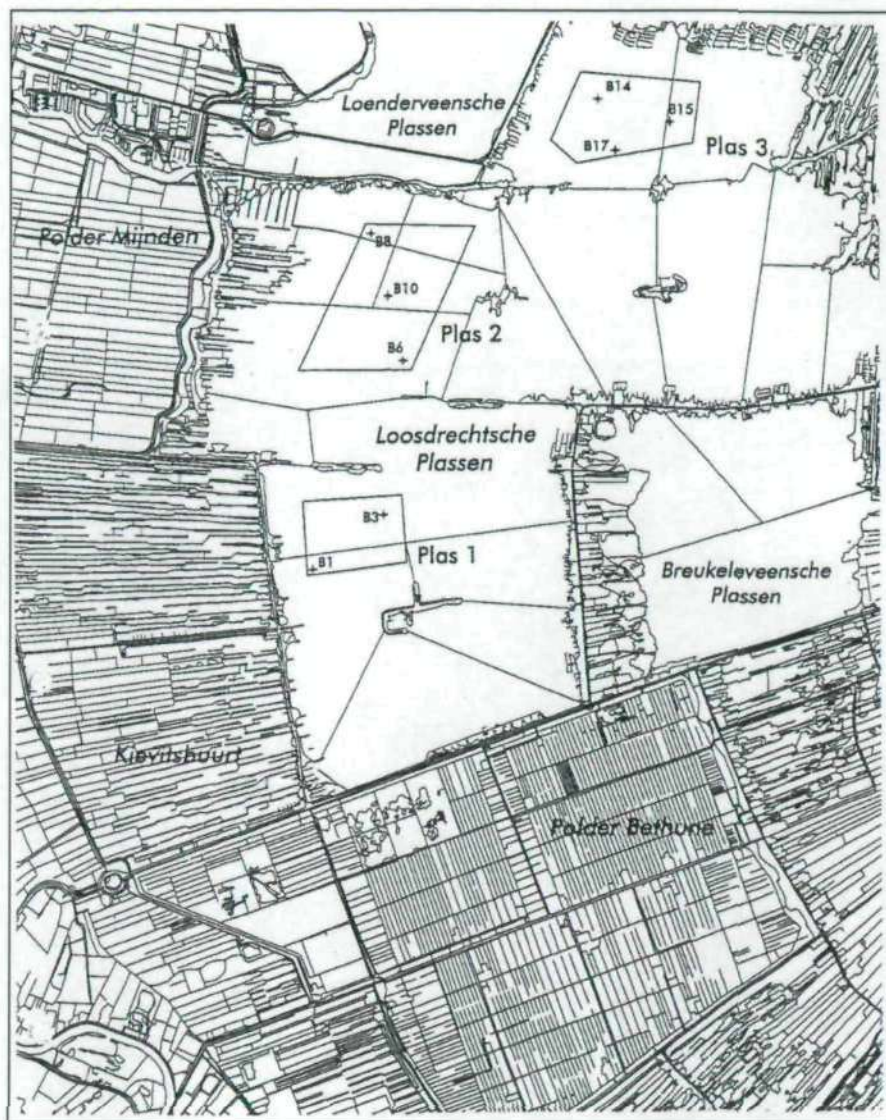 Loenderveensche
Plassen
B14
B15
B17
Plas 3
Polder Mijnden
B8
B10
Plas 2
B6
Loosdrechtsche
Plassen
B3
B1
Plas 1
Breukeleveensche
Plassen
Kievitsbuurt
Polder Bethune